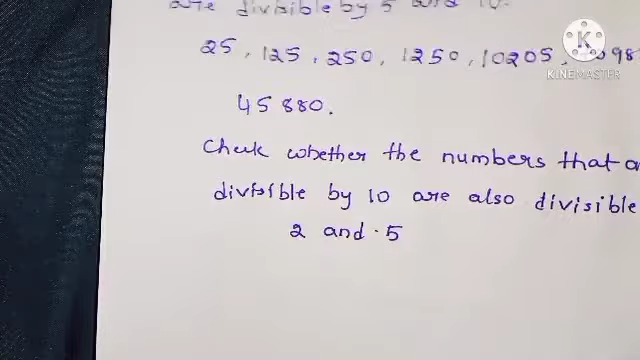 are divisible by 5 and 10.
25, 125, 250, 1250, 10205,
45880.
KINEMASTER
Check whether the numbers that
divisible by 10 are also divisible
2 and 5